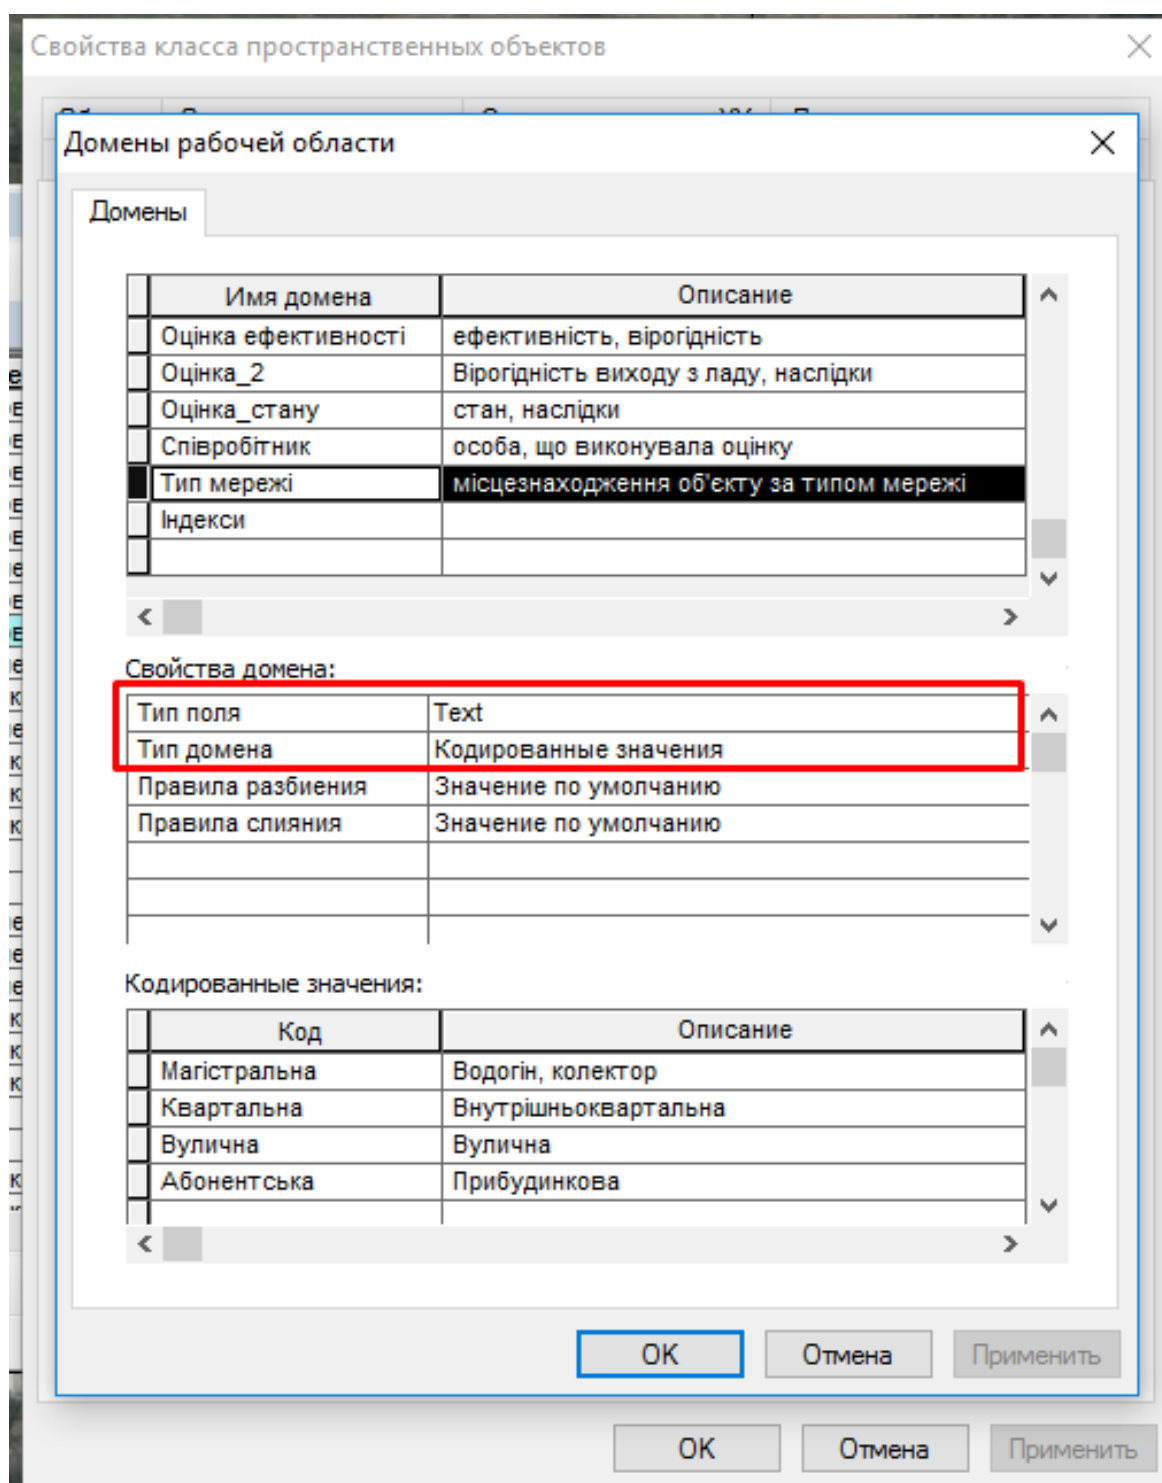 Свойства класса пространственных объектов
Домены рабочей области
Домены
Имя домена Описание
Оцінка ефективності ефективність, вірогідність
Оцінка_2 Вірогідність виходу з ладу, наслідки
Оцінка_стану стан, наслідки
Співробітник особа, що виконувала оцінку
Тип мережі місцезнаходження об'єкту за типом мережі
Індекси
Свойства домена:
Тип поля Text
Тип домена Кодированные значения
Правила разбиения Значение по умолчанию
Правила слияния Значение по умолчанию
Кодированные значения:
Код Описание
Магістральна Водогін, колектор
Квартальна Внутрішньоквартальна
Вулична Вулична
Абонентська Прибудинкова
OK Отмена Применить
OK Отмена Применить